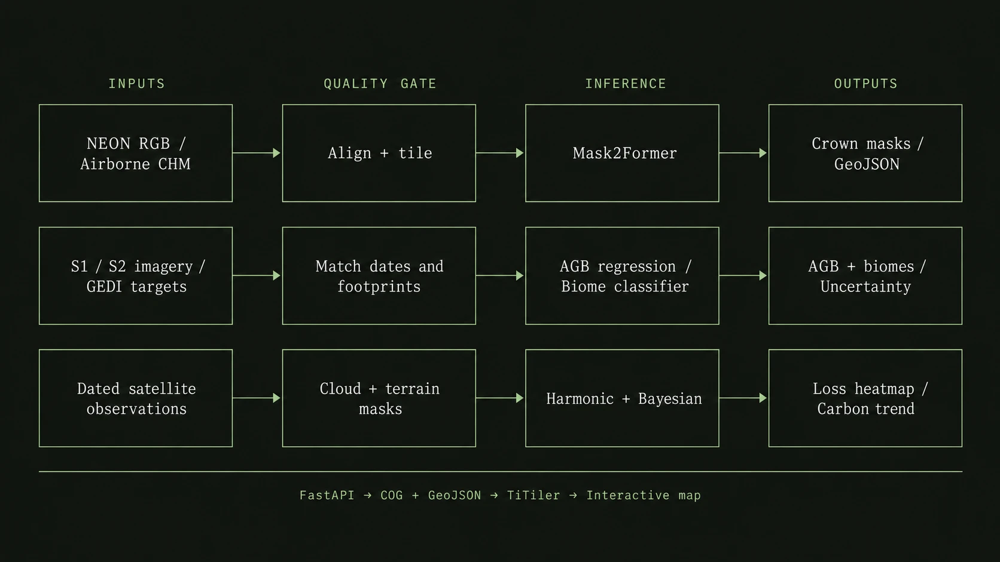 INPUTS
QUALITY GATE
INFERENCE
OUTPUTS
NEON RGB /
Airborne CHM
Align + tile
Mask2Former
Crown masks /
GeoJSON
S1 / S2 imagery /
GEDI targets
Match dates and
footprints
AGB regression /
Biome classifier
AGB + biomes /
Uncertainty
Dated satellite
observations
Cloud + terrain
masks
Harmonic + Bayesian
Loss heatmap /
Carbon trend
FastAPI → COG + GeoJSON → TiTiler → Interactive map